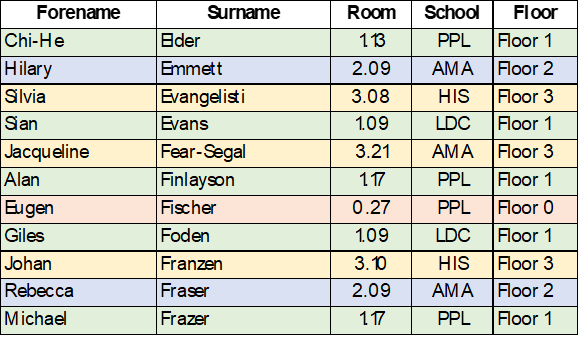 Forename Surname Room School Floor
Chi-He Elder 1.13 PPL Floor 1
Hilary Emmett 2.09 AMA Floor 2
Silvia Evangelisti 3.08 HIS Floor 3
Sian Evans 1.09 LDC Floor 1
Jacqueline Fear-Segal 3.21 AMA Floor 3
Alan Finlayson 1.17 PPL Floor 1
Eugen Fischer 0.27 PPL Floor 0
Giles Foden 1.09 LDC Floor 1
Johan Franzen 3.10 HIS Floor 3
Rebecca Fraser 2.09 AMA Floor 2
Michael Frazer 1.17 PPL Floor 1